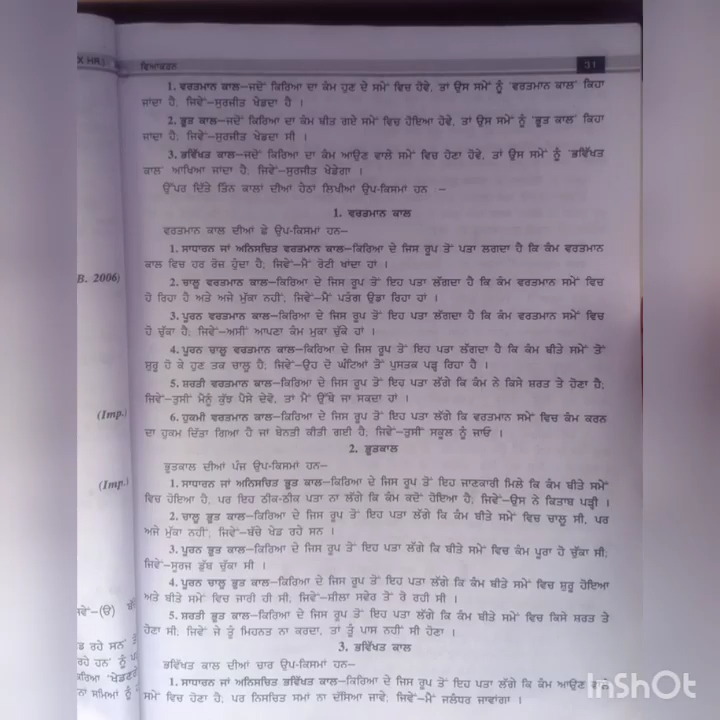 X HR.) ਵਿਆਕਰਨ 31
1. ਵਰਤਮਾਨ ਕਾਲ—ਜਦੋਂ ਕਿਰਿਆ ਦਾ ਕੰਮ ਹੁਣ ਦੇ ਸਮੇਂ ਵਿਚ ਹੋਵੇ, ਤਾਂ ਉਸ ਸਮੇਂ ਨੂੰ 'ਵਰਤਮਾਨ ਕਾਲ' ਕਿਹਾ
ਜਾਂਦਾ ਹੈ; ਜਿਵੇਂ—ਸੁਰਜੀਤ ਖੇਡਦਾ ਹੈ ।
2. ਭੂਤ ਕਾਲ—ਜਦੋਂ ਕਿਰਿਆ ਦਾ ਕੰਮ ਬੀਤ ਗਏ ਸਮੇਂ ਵਿਚ ਹੋਇਆ ਹੋਵੇ, ਤਾਂ ਉਸ ਸਮੇਂ ਨੂੰ 'ਭੂਤ ਕਾਲ' ਕਿਹਾ
ਜਾਂਦਾ ਹੈ; ਜਿਵੇਂ—ਸੁਰਜੀਤ ਖੇਡਦਾ ਸੀ ।
3. ਭਵਿੱਖਤ ਕਾਲ—ਜਦੋਂ ਕਿਰਿਆ ਦਾ ਕੰਮ ਆਉਣ ਵਾਲੇ ਸਮੇਂ ਵਿਚ ਹੋਣਾ ਹੋਵੇ, ਤਾਂ ਉਸ ਸਮੇਂ ਨੂੰ 'ਭਵਿੱਖਤ
ਕਾਲ' ਆਖਿਆ ਜਾਂਦਾ ਹੈ; ਜਿਵੇਂ—ਸੁਰਜੀਤ ਖੇਡੇਗਾ ।
ਉੱਪਰ ਦਿੱਤੇ ਤਿੰਨ ਕਾਲਾਂ ਦੀਆਂ ਹੇਠਾਂ ਲਿਖੀਆਂ ਉਪ-ਕਿਸਮਾਂ ਹਨ :—
1. ਵਰਤਮਾਨ ਕਾਲ
ਵਰਤਮਾਨ ਕਾਲ ਦੀਆਂ ਛੇ ਉਪ-ਕਿਸਮਾਂ ਹਨ—
1. ਸਾਧਾਰਨ ਜਾਂ ਅਨਿਸਚਿਤ ਵਰਤਮਾਨ ਕਾਲ—ਕਿਰਿਆ ਦੇ ਜਿਸ ਰੂਪ ਤੋਂ ਪਤਾ ਲਗਦਾ ਹੈ ਕਿ ਕੰਮ ਵਰਤਮਾਨ
ਕਾਲ ਵਿਚ ਹਰ ਰੋਜ਼ ਹੁੰਦਾ ਹੈ; ਜਿਵੇਂ—ਮੈਂ ਰੋਟੀ ਖਾਂਦਾ ਹਾਂ ।
B. 2006)
2. ਚਾਲੂ ਵਰਤਮਾਨ ਕਾਲ—ਕਿਰਿਆ ਦੇ ਜਿਸ ਰੂਪ ਤੋਂ ਇਹ ਪਤਾ ਲੱਗਦਾ ਹੈ ਕਿ ਕੰਮ ਵਰਤਮਾਨ ਸਮੇਂ ਵਿਚ
ਹੋ ਰਿਹਾ ਹੈ ਅਤੇ ਅਜੇ ਮੁੱਕਾ ਨਹੀਂ; ਜਿਵੇਂ—ਮੈਂ ਪਤੰਗ ਉਡਾ ਰਿਹਾ ਹਾਂ ।
3. ਪੂਰਨ ਵਰਤਮਾਨ ਕਾਲ—ਕਿਰਿਆ ਦੇ ਜਿਸ ਰੂਪ ਤੋਂ ਇਹ ਪਤਾ ਲੱਗਦਾ ਹੈ ਕਿ ਕੰਮ ਵਰਤਮਾਨ ਸਮੇਂ ਵਿਚ
ਹੋ ਚੁੱਕਾ ਹੈ; ਜਿਵੇਂ—ਅਸੀਂ ਆਪਣਾ ਕੰਮ ਮੁਕਾ ਚੁੱਕੇ ਹਾਂ ।
4. ਪੂਰਨ ਚਾਲੂ ਵਰਤਮਾਨ ਕਾਲ—ਕਿਰਿਆ ਦੇ ਜਿਸ ਰੂਪ ਤੋਂ ਇਹ ਪਤਾ ਲੱਗਦਾ ਹੈ ਕਿ ਕੰਮ ਬੀਤੇ ਸਮੇਂ ਤੋਂ
ਸ਼ੁਰੂ ਹੋ ਕੇ ਹੁਣ ਤਕ ਚਾਲੂ ਹੈ; ਜਿਵੇਂ—ਉਹ ਦੋ ਘੰਟਿਆਂ ਤੋਂ ਪੁਸਤਕ ਪੜ੍ਹ ਰਿਹਾ ਹੈ ।
5. ਸ਼ਰਤੀ ਵਰਤਮਾਨ ਕਾਲ—ਕਿਰਿਆ ਦੇ ਜਿਸ ਰੂਪ ਤੋਂ ਇਹ ਪਤਾ ਲੱਗੇ ਕਿ ਕੰਮ ਨੇ ਕਿਸੇ ਸ਼ਰਤ ਤੇ ਹੋਣਾ ਹੈ;
ਜਿਵੇਂ—ਤੁਸੀਂ ਮੈਨੂੰ ਕੁੱਝ ਪੈਸੇ ਦੇਵੋ, ਤਾਂ ਮੈਂ ਉੱਥੇ ਜਾ ਸਕਦਾ ਹਾਂ ।
(Imp.)
6. ਹੁਕਮੀ ਵਰਤਮਾਨ ਕਾਲ—ਕਿਰਿਆ ਦੇ ਜਿਸ ਰੂਪ ਤੋਂ ਇਹ ਪਤਾ ਲੱਗੇ ਕਿ ਵਰਤਮਾਨ ਸਮੇਂ ਵਿਚ ਕੰਮ ਕਰਨ
ਦਾ ਹੁਕਮ ਦਿੱਤਾ ਗਿਆ ਹੈ ਜਾਂ ਬੇਨਤੀ ਕੀਤੀ ਗਈ ਹੈ; ਜਿਵੇਂ—ਤੁਸੀਂ ਸਕੂਲ ਨੂੰ ਜਾਓ ।
2. ਭੂਤਕਾਲ
ਭੂਤਕਾਲ ਦੀਆਂ ਪੰਜ ਉਪ-ਕਿਸਮਾਂ ਹਨ—
(Imp.)
1. ਸਾਧਾਰਨ ਜਾਂ ਅਨਿਸਚਿਤ ਭੂਤ ਕਾਲ—ਕਿਰਿਆ ਦੇ ਜਿਸ ਰੂਪ ਤੋਂ ਇਹ ਜਾਣਕਾਰੀ ਮਿਲੇ ਕਿ ਕੰਮ ਬੀਤੇ ਸਮੇਂ
ਵਿਚ ਹੋਇਆ ਹੈ, ਪਰ ਇਹ ਠੀਕ-ਠੀਕ ਪਤਾ ਨਾ ਲੱਗੇ ਕਿ ਕੰਮ ਕਦੋਂ ਹੋਇਆ ਹੈ; ਜਿਵੇਂ—ਉਸ ਨੇ ਕਿਤਾਬ ਪੜ੍ਹੀ ।
2. ਚਾਲੂ ਭੂਤ ਕਾਲ—ਕਿਰਿਆ ਦੇ ਜਿਸ ਰੂਪ ਤੋਂ ਇਹ ਪਤਾ ਲੱਗੇ ਕਿ ਕੰਮ ਬੀਤੇ ਸਮੇਂ ਵਿਚ ਚਾਲੂ ਸੀ, ਪਰ
ਅਜੇ ਮੁੱਕਾ ਨਹੀਂ; ਜਿਵੇਂ—ਬੱਚੇ ਖੇਡ ਰਹੇ ਸਨ ।
3. ਪੂਰਨ ਭੂਤ ਕਾਲ—ਕਿਰਿਆ ਦੇ ਜਿਸ ਰੂਪ ਤੋਂ ਇਹ ਪਤਾ ਲੱਗੇ ਕਿ ਬੀਤੇ ਸਮੇਂ ਵਿਚ ਕੰਮ ਪੂਰਾ ਹੋ ਚੁੱਕਾ ਸੀ;
ਜਿਵੇਂ—ਸੂਰਜ ਡੁੱਬ ਚੁੱਕਾ ਸੀ ।
4. ਪੂਰਨ ਚਾਲੂ ਭੂਤ ਕਾਲ—ਕਿਰਿਆ ਦੇ ਜਿਸ ਰੂਪ ਤੋਂ ਇਹ ਪਤਾ ਲੱਗੇ ਕਿ ਕੰਮ ਬੀਤੇ ਸਮੇਂ ਵਿਚ ਸ਼ੁਰੂ ਹੋਇਆ
ਅਤੇ ਬੀਤੇ ਸਮੇਂ ਵਿਚ ਜਾਰੀ ਹੀ ਸੀ; ਜਿਵੇਂ—ਸ਼ੀਲਾ ਸਵੇਰ ਤੋਂ ਰੋ ਰਹੀ ਸੀ ।
5. ਸ਼ਰਤੀ ਭੂਤ ਕਾਲ—ਕਿਰਿਆ ਦੇ ਜਿਸ ਰੂਪ ਤੋਂ ਇਹ ਪਤਾ ਲੱਗੇ ਕਿ ਕੰਮ ਬੀਤੇ ਸਮੇਂ ਵਿਚ ਕਿਸੇ ਸ਼ਰਤ ਤੇ
ਹੋਣਾ ਸੀ; ਜਿਵੇਂ ਜੇ ਤੂੰ ਮਿਹਨਤ ਨਾ ਕਰਦਾ, ਤਾਂ ਤੂੰ ਪਾਸ ਨਹੀਂ ਸੀ ਹੋਣਾ ।
3. ਭਵਿੱਖਤ ਕਾਲ
ਭਵਿੱਖਤ ਕਾਲ ਦੀਆਂ ਚਾਰ ਉਪ-ਕਿਸਮਾਂ ਹਨ—
1. ਸਾਧਾਰਨ ਜਾਂ ਅਨਿਸਚਿਤ ਭਵਿੱਖਤ ਕਾਲ—ਕਿਰਿਆ ਦੇ ਜਿਸ ਰੂਪ ਤੋਂ ਇਹ ਪਤਾ ਲੱਗੇ ਕਿ ਕੰਮ ਆਉਣ ਵਾਲੇ
ਸਮੇਂ ਵਿਚ ਹੋਣਾ ਹੈ, ਪਰ ਨਿਸਚਿਤ ਸਮਾਂ ਨਾ ਦੱਸਿਆ ਜਾਵੇ; ਜਿਵੇਂ—ਮੈਂ ਜਲੰਧਰ ਜਾਵਾਂਗਾ ।
ਰਹੇ ਸਨ
ਰਹੇ ਹਨ' ਨੂੰ
InShOt